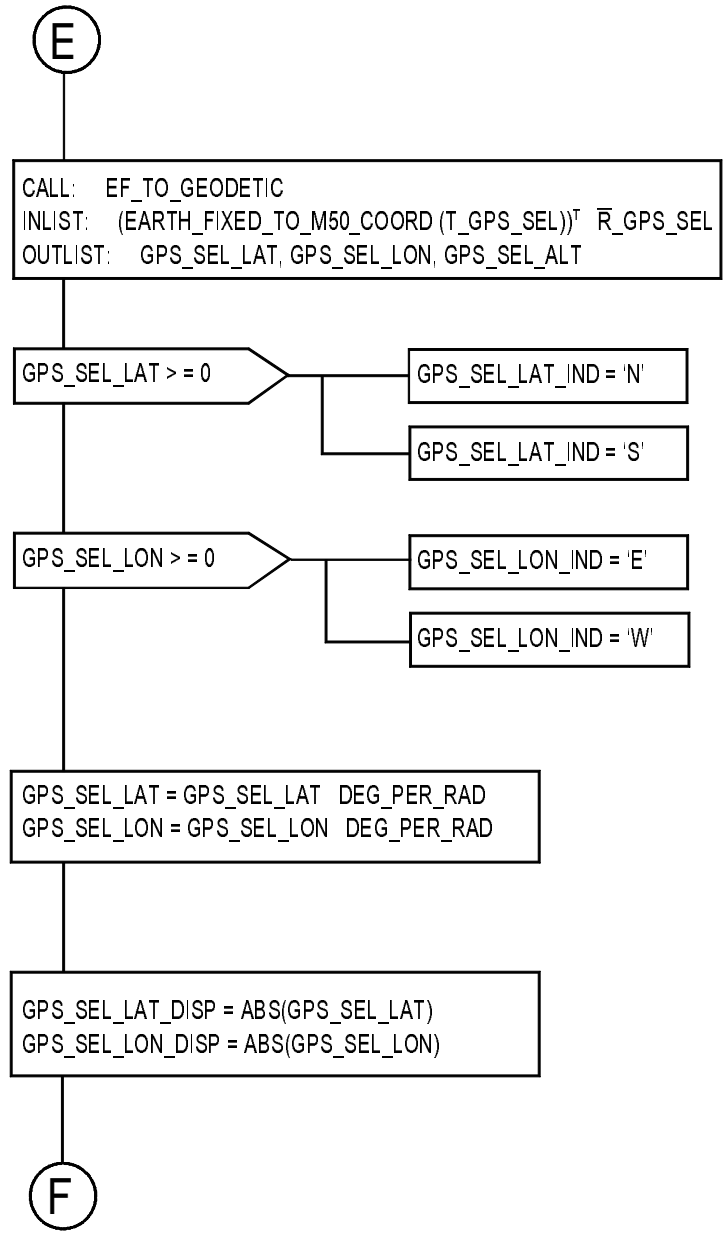 E
CALL: EF_TO_GEODETIC
INLIST: (EARTH_FIXED_TO_M50_COORD (T_GPS_SEL))ᵀ R̅_GPS_SEL
OUTLIST: GPS_SEL_LAT, GPS_SEL_LON, GPS_SEL_ALT
GPS_SEL_LAT > = 0
GPS_SEL_LAT_IND = ‘N’
GPS_SEL_LAT_IND = ‘S’
GPS_SEL_LON > = 0
GPS_SEL_LON_IND = ‘E’
GPS_SEL_LON_IND = ‘W’
GPS_SEL_LAT = GPS_SEL_LAT DEG_PER_RAD
GPS_SEL_LON = GPS_SEL_LON DEG_PER_RAD
GPS_SEL_LAT_DISP = ABS(GPS_SEL_LAT)
GPS_SEL_LON_DISP = ABS(GPS_SEL_LON)
F